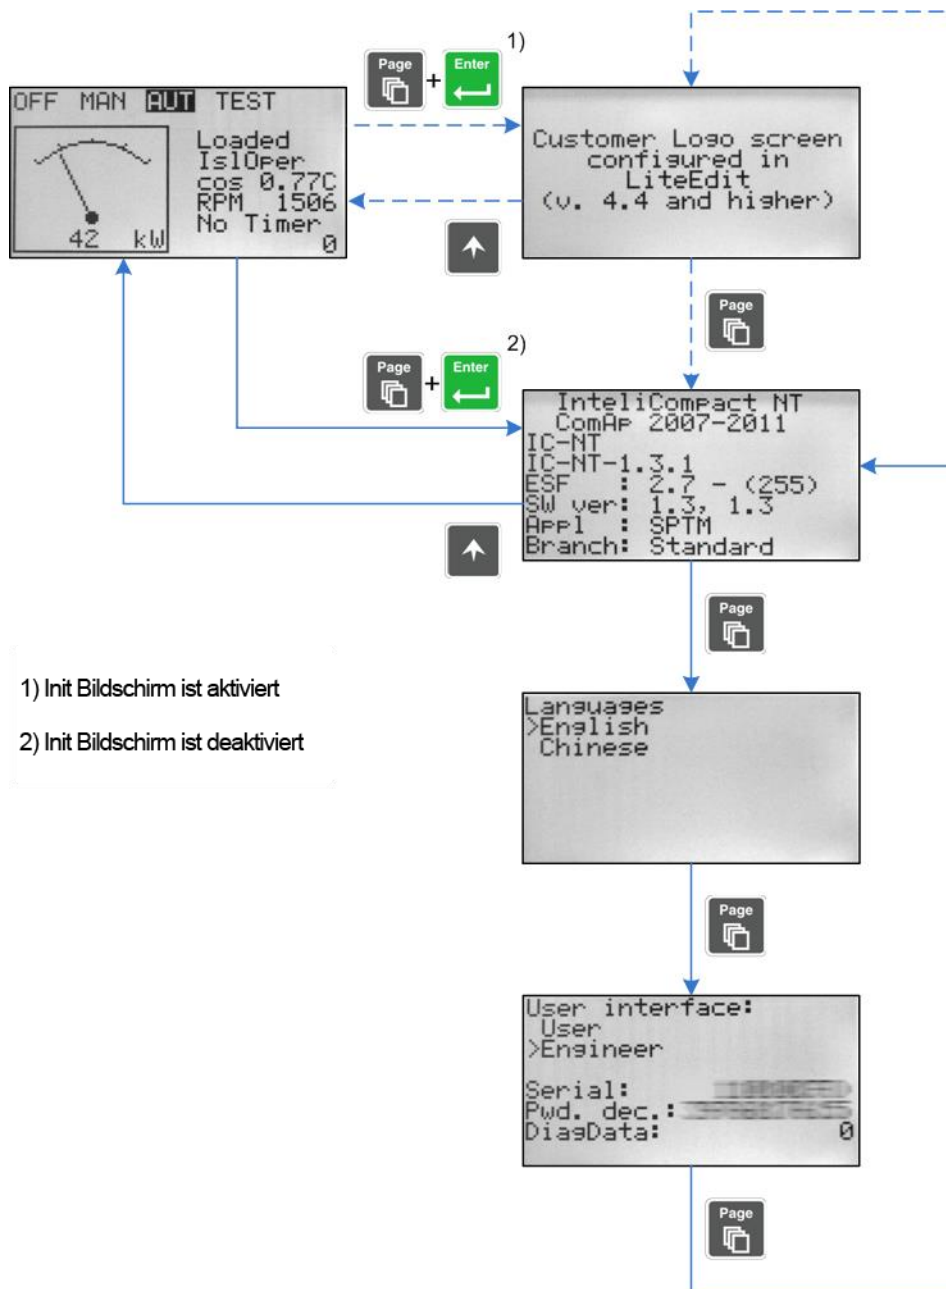 Page
+
Enter
1)
OFF MAN AUT TEST
Loaded
IslOper
cos 0.77C
RPM 1506
No Timer
0
42 kW
Customer Logo screen
configured in
LiteEdit
(v. 4.4 and higher)
Page
Page
+
Enter
2)
InteliCompact NT
ComAp 2007-2011
IC-NT
IC-NT-1.3.1
ESF : 2.7 - (255)
SW ver: 1.3, 1.3
Appl : SPTM
Branch: Standard
Page
1) Init Bildschirm ist aktiviert
2) Init Bildschirm ist deaktiviert
Languages
>English
Chinese
Page
User interface:
User
>Engineer
Serial:
Pwd. dec.:
DiagData: 0
Page